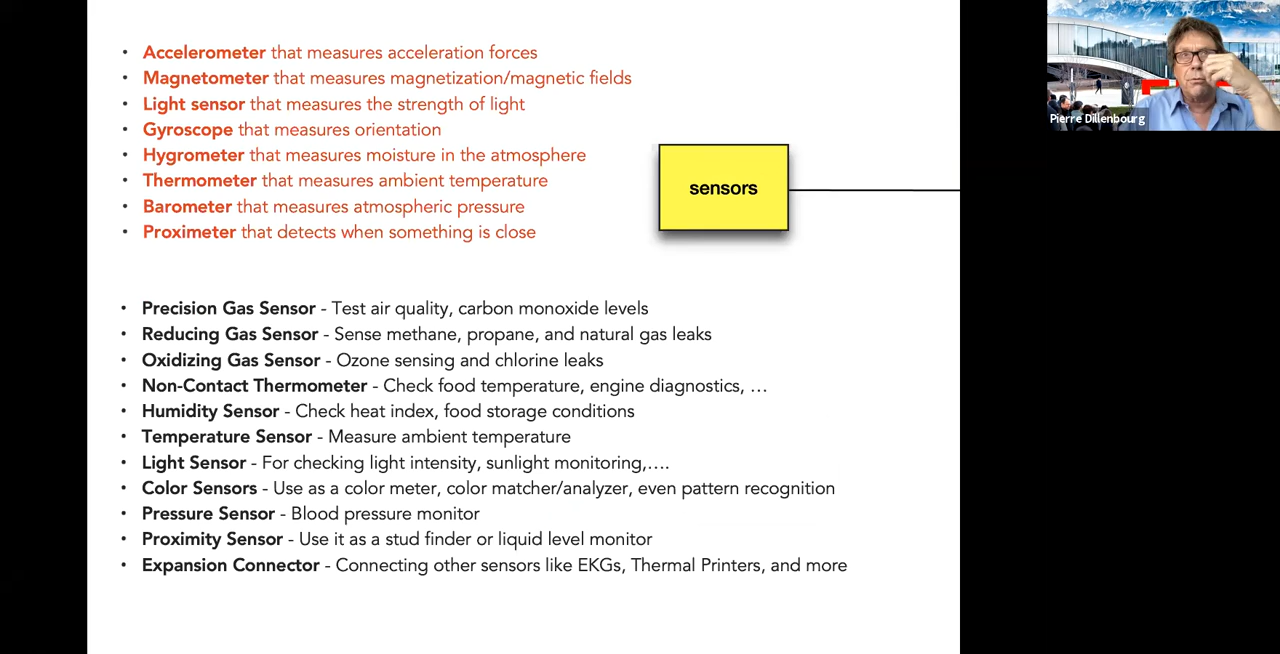 • Accelerometer that measures acceleration forces
• Magnetometer that measures magnetization/magnetic fields
• Light sensor that measures the strength of light
• Gyroscope that measures orientation
• Hygrometer that measures moisture in the atmosphere
• Thermometer that measures ambient temperature
• Barometer that measures atmospheric pressure
• Proximeter that detects when something is close
sensors
• Precision Gas Sensor - Test air quality, carbon monoxide levels
• Reducing Gas Sensor - Sense methane, propane, and natural gas leaks
• Oxidizing Gas Sensor - Ozone sensing and chlorine leaks
• Non-Contact Thermometer - Check food temperature, engine diagnostics, …
• Humidity Sensor - Check heat index, food storage conditions
• Temperature Sensor - Measure ambient temperature
• Light Sensor - For checking light intensity, sunlight monitoring,….
• Color Sensors - Use as a color meter, color matcher/analyzer, even pattern recognition
• Pressure Sensor - Blood pressure monitor
• Proximity Sensor - Use it as a stud finder or liquid level monitor
• Expansion Connector - Connecting other sensors like EKGs, Thermal Printers, and more
Pierre Dillenbourg